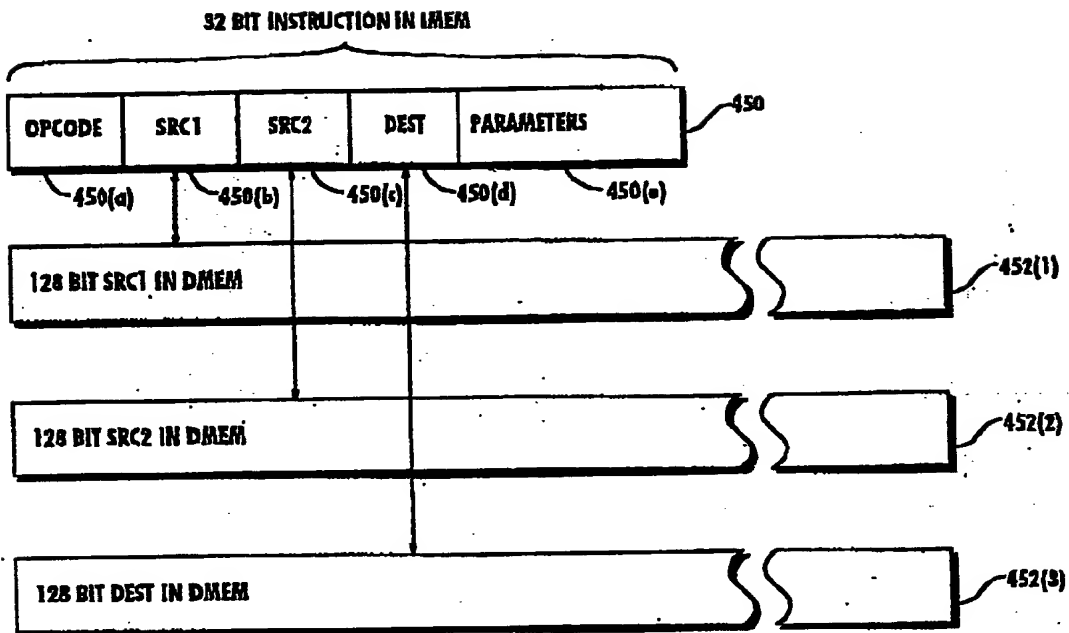 32 BIT INSTRUCTION IN IMEM
OPCODE SRC1 SRC2 DEST PARAMETERS
450
450(a) 450(b) 450(c) 450(d) 450(e)
128 BIT SRC1 IN DMEM
452(1)
128 BIT SRC2 IN DMEM
452(2)
128 BIT DEST IN DMEM
452(3)